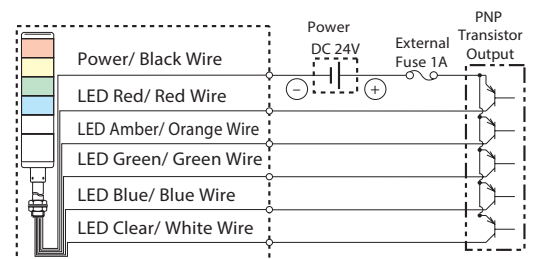 Power
DC 24V
External
Fuse 1A
PNP
Transistor
Output
Power/ Black Wire
− +
LED Red/ Red Wire
LED Amber/ Orange Wire
LED Green/ Green Wire
LED Blue/ Blue Wire
LED Clear/ White Wire